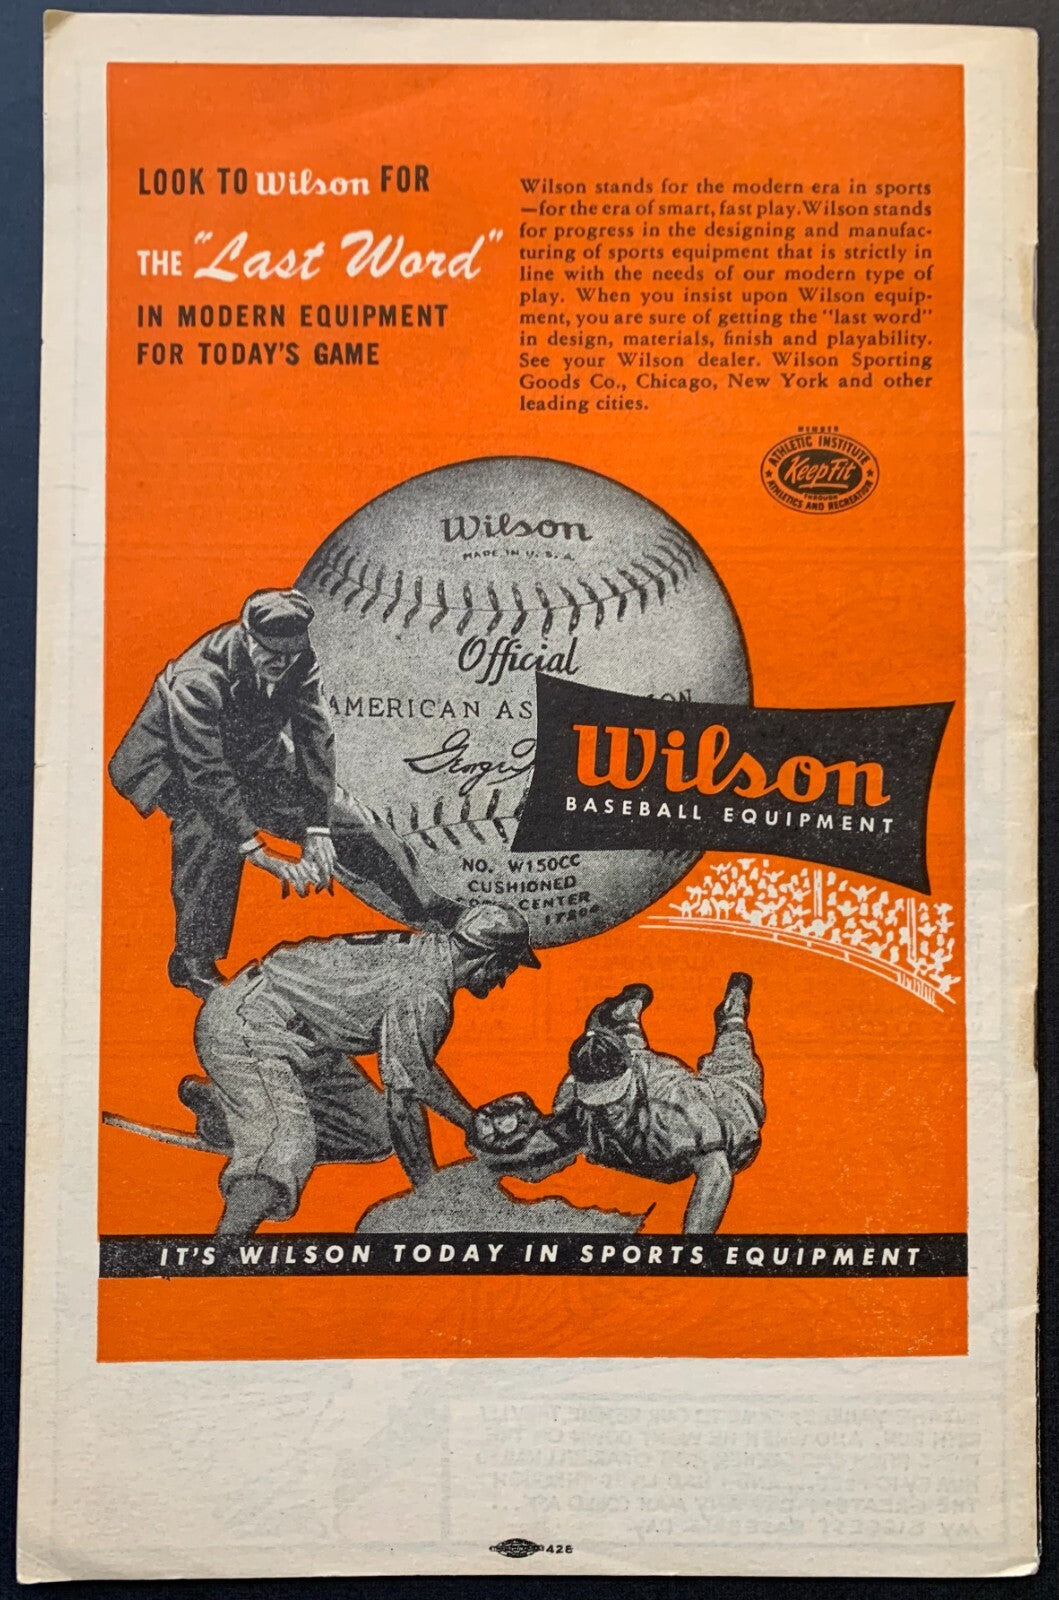 LOOK TO Wilson FOR
THE "Last Word"
IN MODERN EQUIPMENT
FOR TODAY'S GAME
Wilson stands for the modern era in sports
—for the era of smart, fast play. Wilson stands
for progress in the designing and manufac-
turing of sports equipment that is strictly in
line with the needs of our modern type of
play. When you insist upon Wilson equip-
ment, you are sure of getting the "last word"
in design, materials, finish and playability.
See your Wilson dealer. Wilson Sporting
Goods Co., Chicago, New York and other
leading cities.
MEMBER
ATHLETIC INSTITUTE
Keep Fit
THROUGH
ATHLETICS AND RECREATION
Wilson
MADE IN U. S. A.
Official
AMERICAN AS
George
Wilson
BASEBALL EQUIPMENT
NO. W150CC
CUSHIONED
CENTER
IT'S WILSON TODAY IN SPORTS EQUIPMENT
428